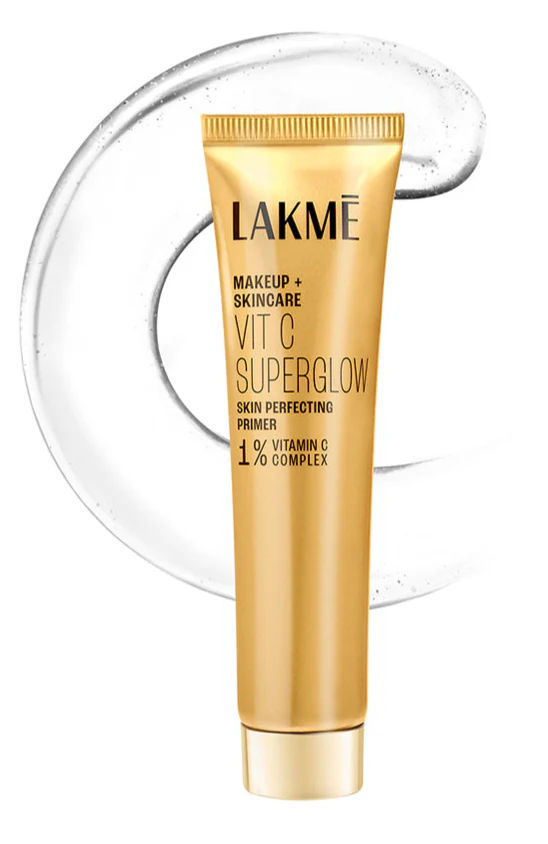 LAKMĒ
MAKEUP +
SKINCARE
VIT C
SUPERGLOW
SKIN PERFECTING
PRIMER
1% VITAMIN C
COMPLEX